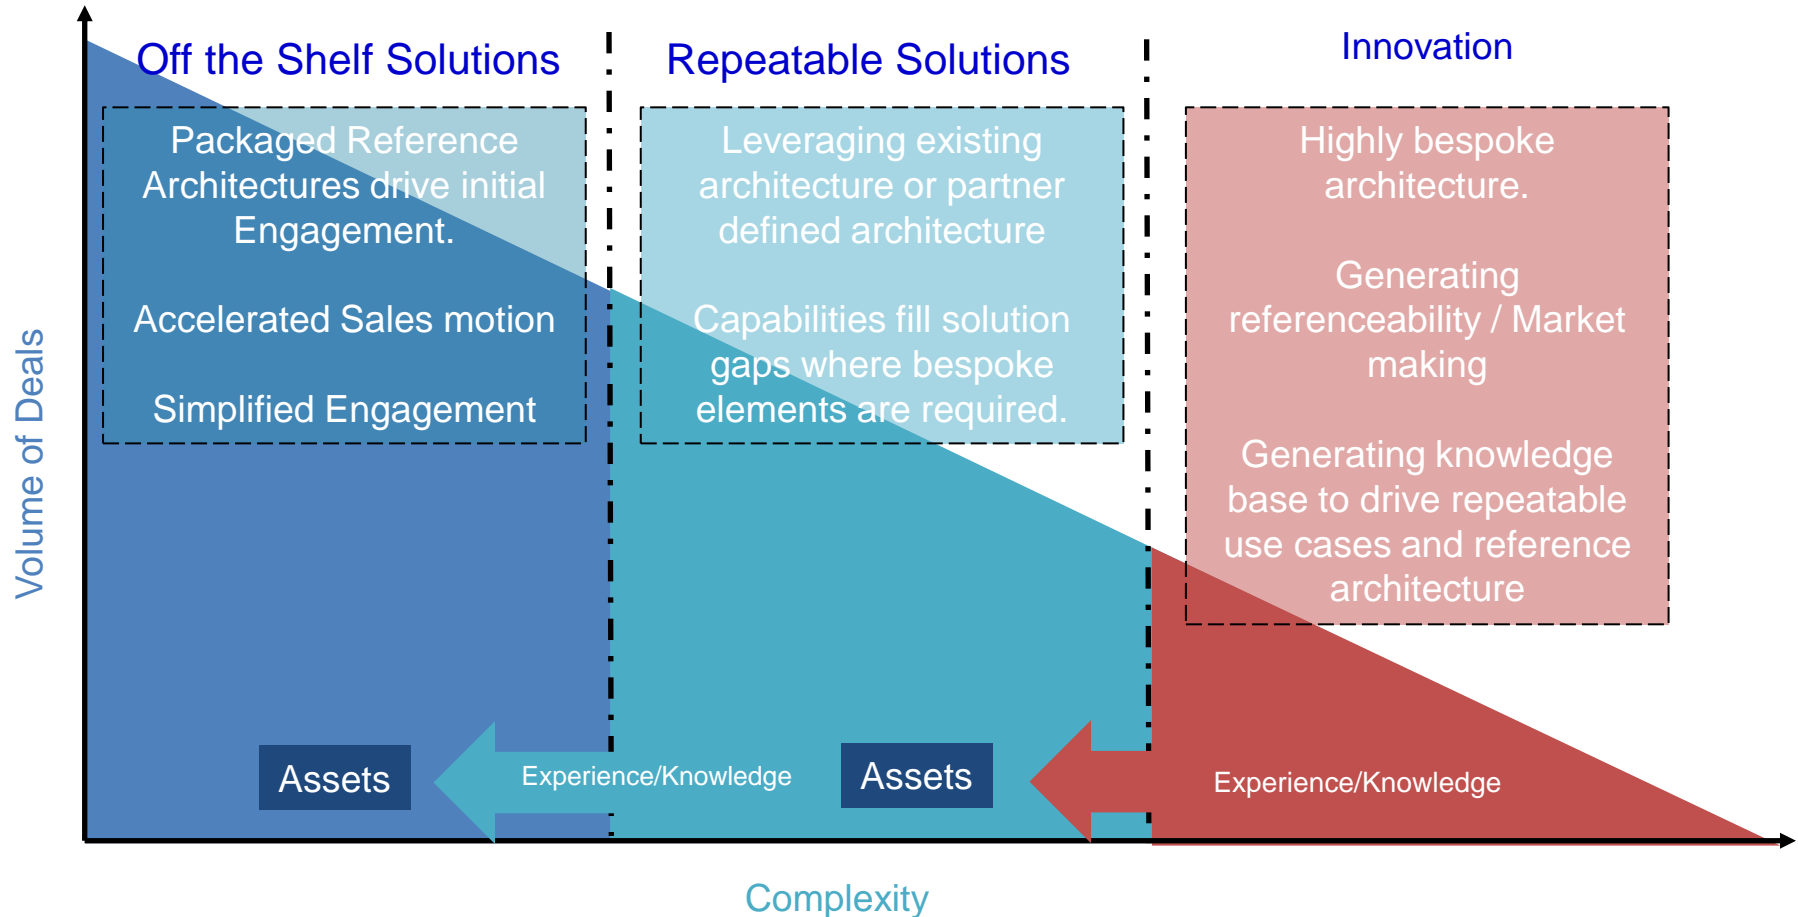 Off the Shelf Solutions
Repeatable Solutions
Innovation
Packaged Reference
Architectures drive initial
Engagement.
Accelerated Sales motion
Simplified Engagement
Leveraging existing
architecture or partner
defined architecture
Capabilities fill solution
gaps where bespoke
elements are required.
Highly bespoke
architecture.
Generating
referenceability / Market
making
Generating knowledge
base to drive repeatable
use cases and reference
architecture
Volume of Deals
Assets
Experience/Knowledge
Assets
Experience/Knowledge
Complexity